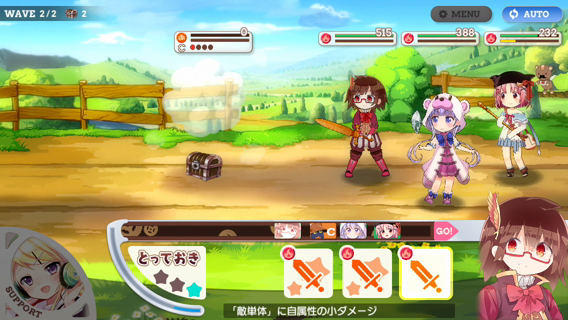 WAVE 2/2 2
MENU
AUTO
0
C
515
388
232
C
GO!
とっておき
SUPPORT
「敵単体」に自属性の小ダメージ